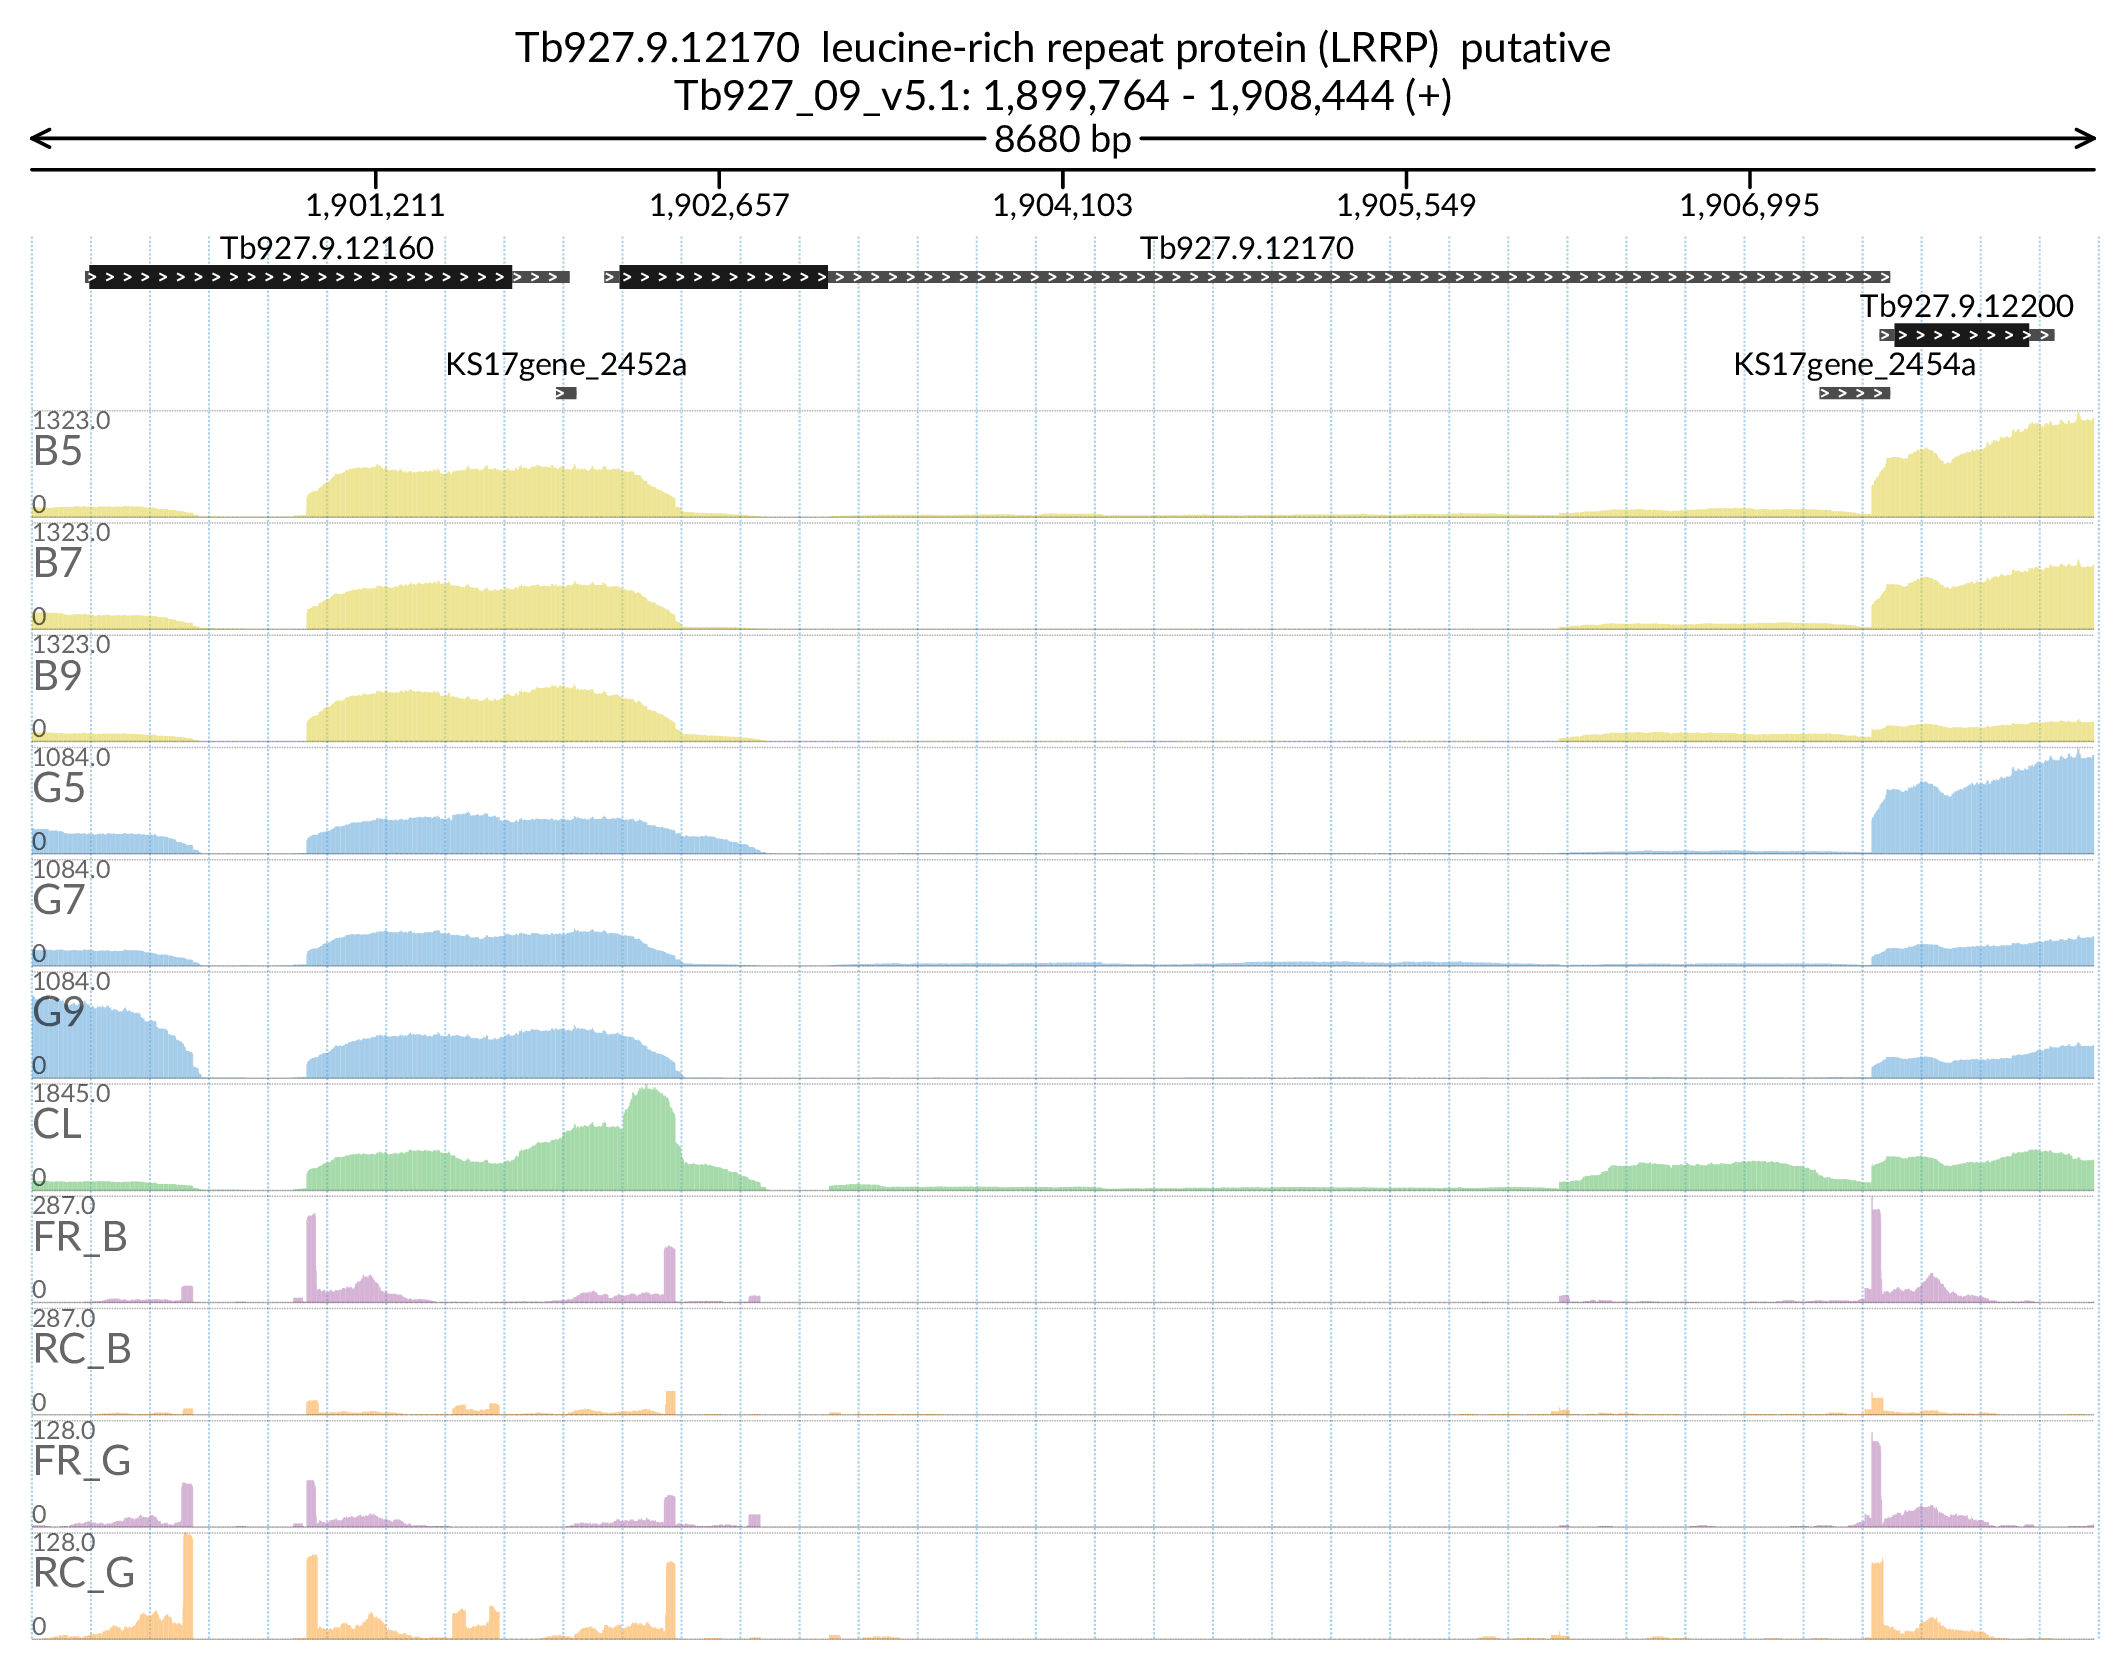 Tb927.9.12170 leucine-rich repeat protein (LRRP) putative
Tb927_09_v5.1: 1,899,764 - 1,908,444 (+)
8680 bp
1,901,211 1,902,657 1,904,103 1,905,549 1,906,995
Tb927.9.12160 Tb927.9.12170
Tb927.9.12200
KS17gene_2452a KS17gene_2454a
1323.0
B5
0
1323.0
B7
0
1323.0
B9
0
1084.0
G5
0
1084.0
G7
0
1084.0
G9
0
1845.0
CL
0
287.0
FR_B
0
287.0
RC_B
0
128.0
FR_G
0
128.0
RC_G
0